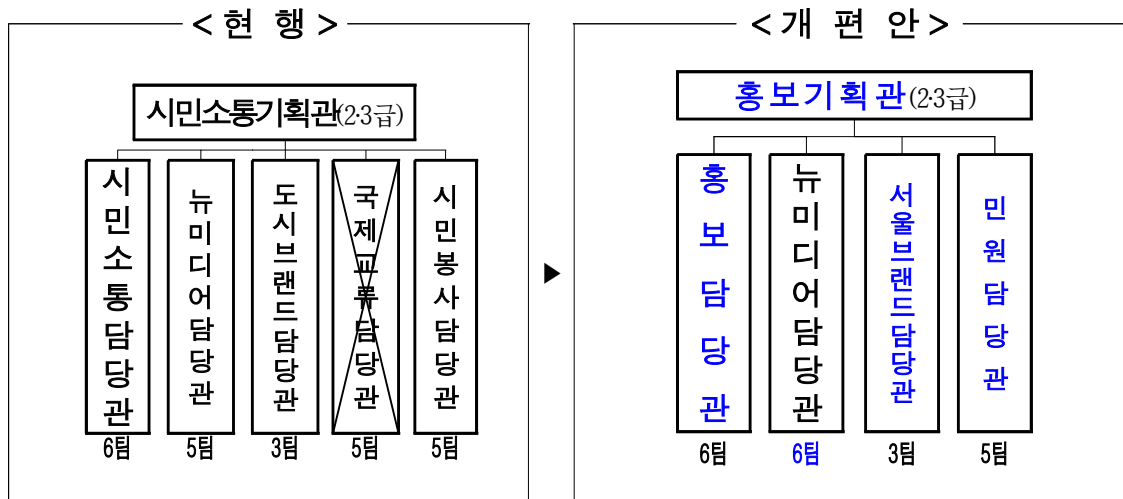 <현 행>
시민소통기획관(2·3급)
시민소통담당관
뉴미디어담당관
도시브랜드담당관
국제교류담당관
시민봉사담당관
6팀
5팀
3팀
5팀
5팀
▶
<개 편 안>
홍보기획관(2·3급)
홍보담당관
뉴미디어담당관
서울브랜드담당관
민원담당관
6팀
6팀
3팀
5팀